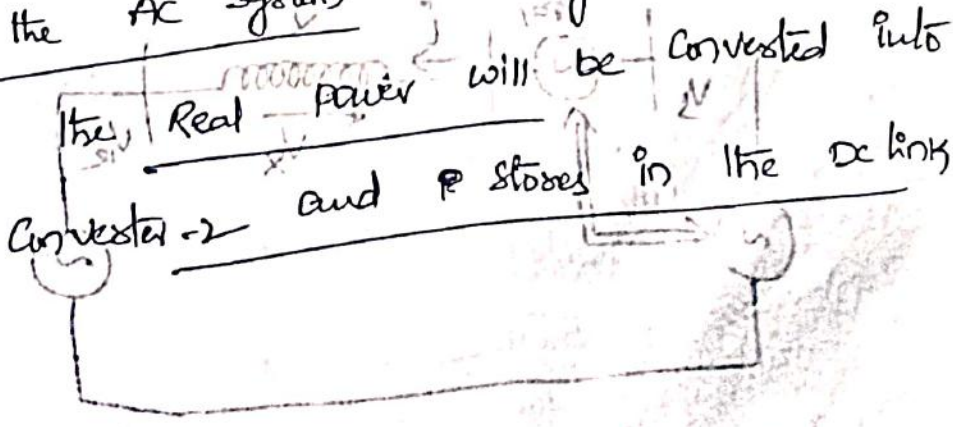 the AC system
the Real power will be Converted into
Converter-2 and stores in the DC link